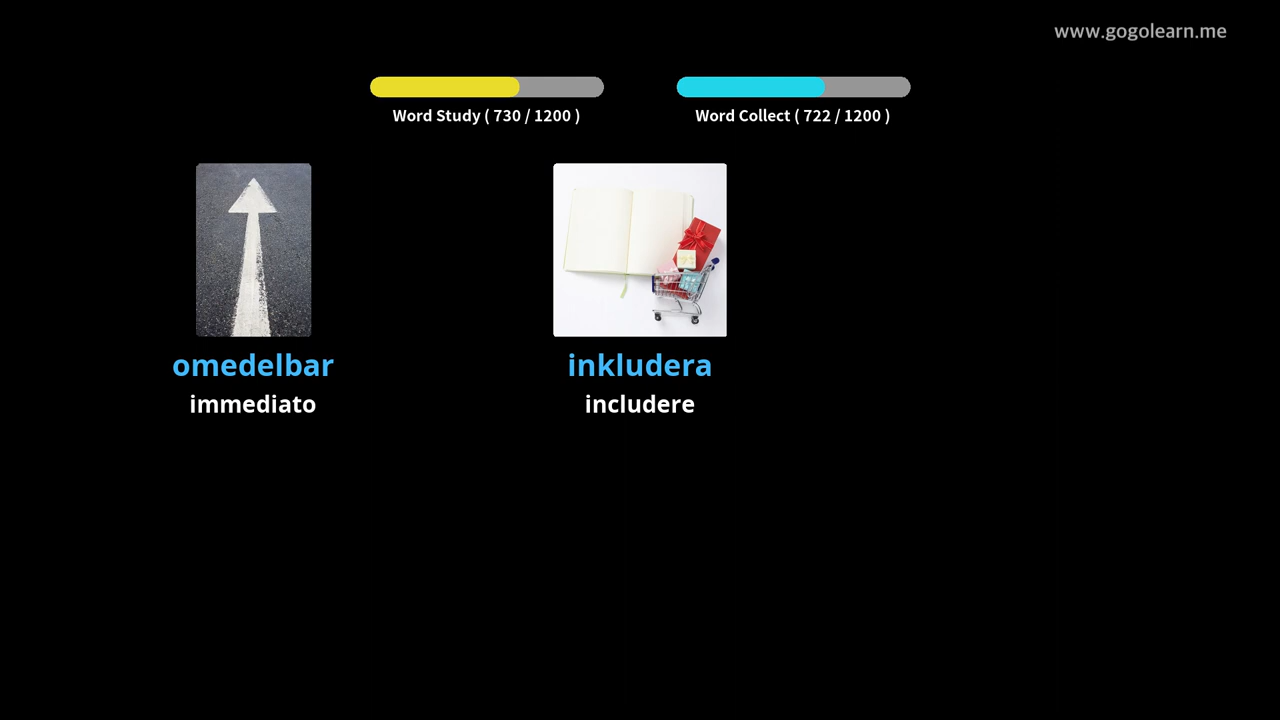 www.gogolearn.me
Word Study ( 730 / 1200 )
Word Collect ( 722 / 1200 )
omedelbar
immediato
inkludera
includere